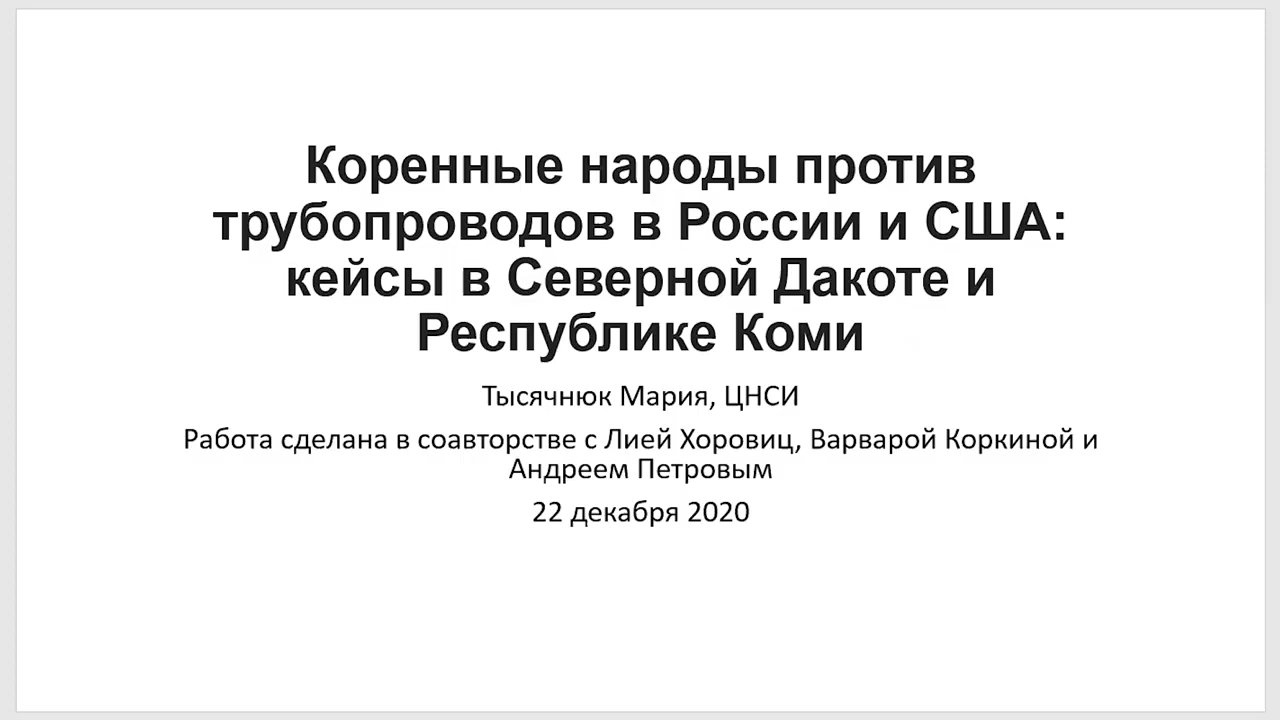 Коренные народы против
трубопроводов в России и США:
кейсы в Северной Дакоте и
Республике Коми
Тысячнюк Мария, ЦНСИ
Работа сделана в соавторстве с Лией Хоровиц, Варварой Коркиной и
Андреем Петровым
22 декабря 2020